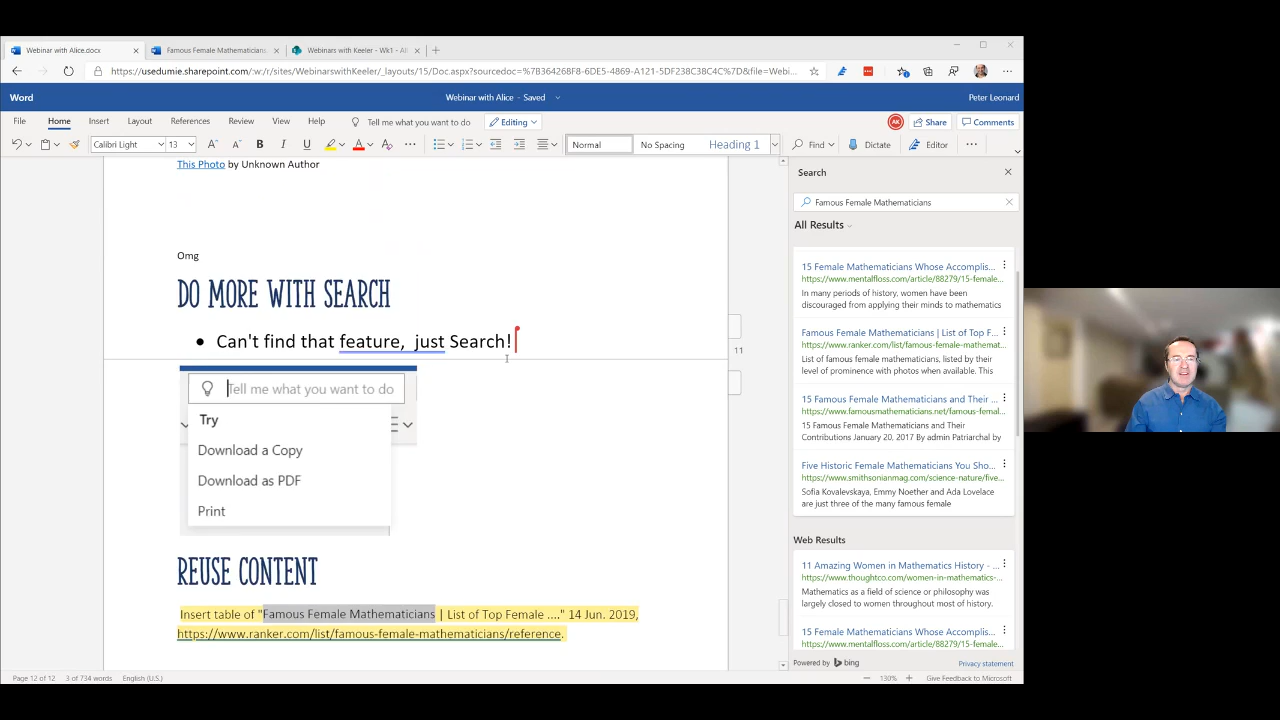 Webinar with Alice.docx
Famous Female Mathematicians,
Webinars with Keeler - Wk1 - All
https://usedumie.sharepoint.com/:w:/r/sites/WebinarswithKeeler/_layouts/15/Doc.aspx?sourcedoc=%7B364268F8-6DE5-4869-A121-5DF238C38C4C%7D&file=Webi...
Word
Webinar with Alice - Saved
Peter Leonard
File Home Insert Layout References Review View Help Tell me what you want to do Editing AK Share Comments
Calibri Light 13 A A B I U A A Normal No Spacing Heading 1 Find Dictate Editor
This Photo by Unknown Author
Omg
DO MORE WITH SEARCH
• Can't find that feature, just Search!
11
Tell me what you want to do
Try
Download a Copy
Download as PDF
Print
REUSE CONTENT
Insert table of "Famous Female Mathematicians | List of Top Female ...." 14 Jun. 2019,
https://www.ranker.com/list/famous-female-mathematicians/reference.
Search
Famous Female Mathematicians
All Results
15 Female Mathematicians Whose Accomplis...
https://www.mentalfloss.com/article/88279/15-female...
In many periods of history, women have been
discouraged from applying their minds to mathematics
Famous Female Mathematicians | List of Top F...
https://www.ranker.com/list/famous-female-mathemat...
List of famous female mathematicians, listed by their
level of prominence with photos when available. This
15 Famous Female Mathematicians and Their ...
https://www.famousmathematicians.net/famous-femal...
15 Famous Female Mathematicians and Their
Contributions January 20, 2017 By admin Patriarchal by
Five Historic Female Mathematicians You Sho...
https://www.smithsonianmag.com/science-nature/five...
Sofia Kovalevskaya, Emmy Noether and Ada Lovelace
are just three of the many famous female
Web Results
11 Amazing Women in Mathematics History - ...
https://www.thoughtco.com/women-in-mathematics-...
Mathematics as a field of science or philosophy was
largely closed to women throughout most of history.
15 Female Mathematicians Whose Accomplis...
https://www.mentalfloss.com/article/88279/15-female...
Powered by bing
Privacy statement
Page 12 of 12 3 of 734 words English (U.S.) 130% Give Feedback to Microsoft